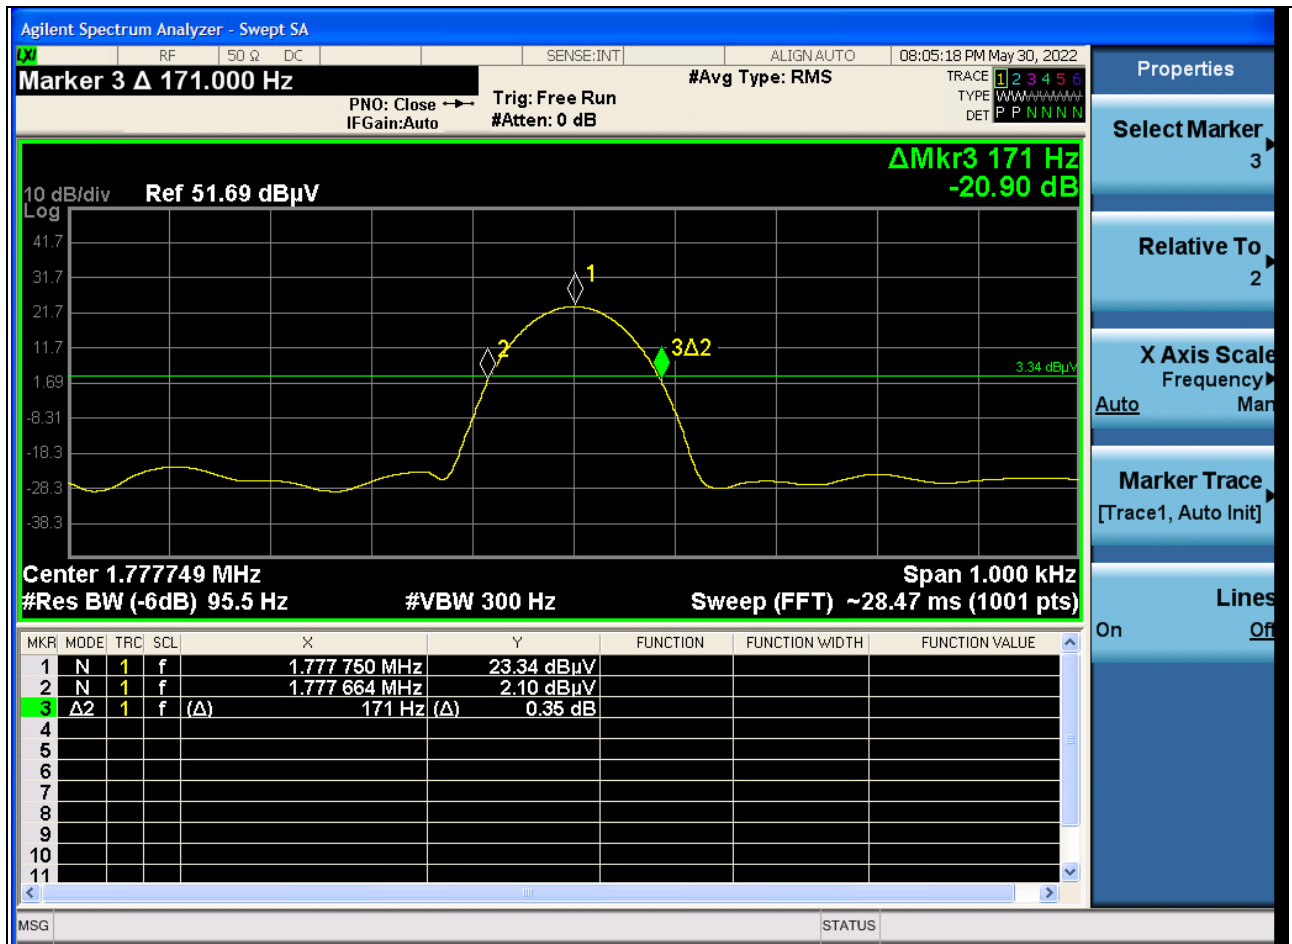 Agilent Spectrum Analyzer - Swept SA
LXI RF 50 Ω DC SENSE:INT ALIGN AUTO 08:05:18 PM May 30, 2022
Marker 3 Δ 171.000 Hz
PNO: Close
IFGain:Auto
Trig: Free Run
#Atten: 0 dB
#Avg Type: RMS
TRACE 1 2 3 4 5 6
TYPE
DET P P N N N N
ΔMkr3 171 Hz
-20.90 dB
10 dB/div Ref 51.69 dBµV
Log
41.7
31.7
21.7
11.7
1.69
-8.31
-18.3
-28.3
-38.3
1
2
3Δ2
3.34 dBµV
Center 1.777749 MHz Span 1.000 kHz
#Res BW (-6dB) 95.5 Hz #VBW 300 Hz Sweep (FFT) ~28.47 ms (1001 pts)
MKR MODE TRC SCL X Y FUNCTION FUNCTION WIDTH FUNCTION VALUE
1 N 1 f 1.777 750 MHz 23.34 dBµV
2 N 1 f 1.777 664 MHz 2.10 dBµV
3 Δ2 1 f (Δ) 171 Hz (Δ) 0.35 dB
4
5
6
7
8
9
10
11
MSG STATUS
Properties
Select Marker
3
Relative To
2
X Axis Scale
Frequency
Auto Man
Marker Trace
[Trace1, Auto Init]
Lines
On Off